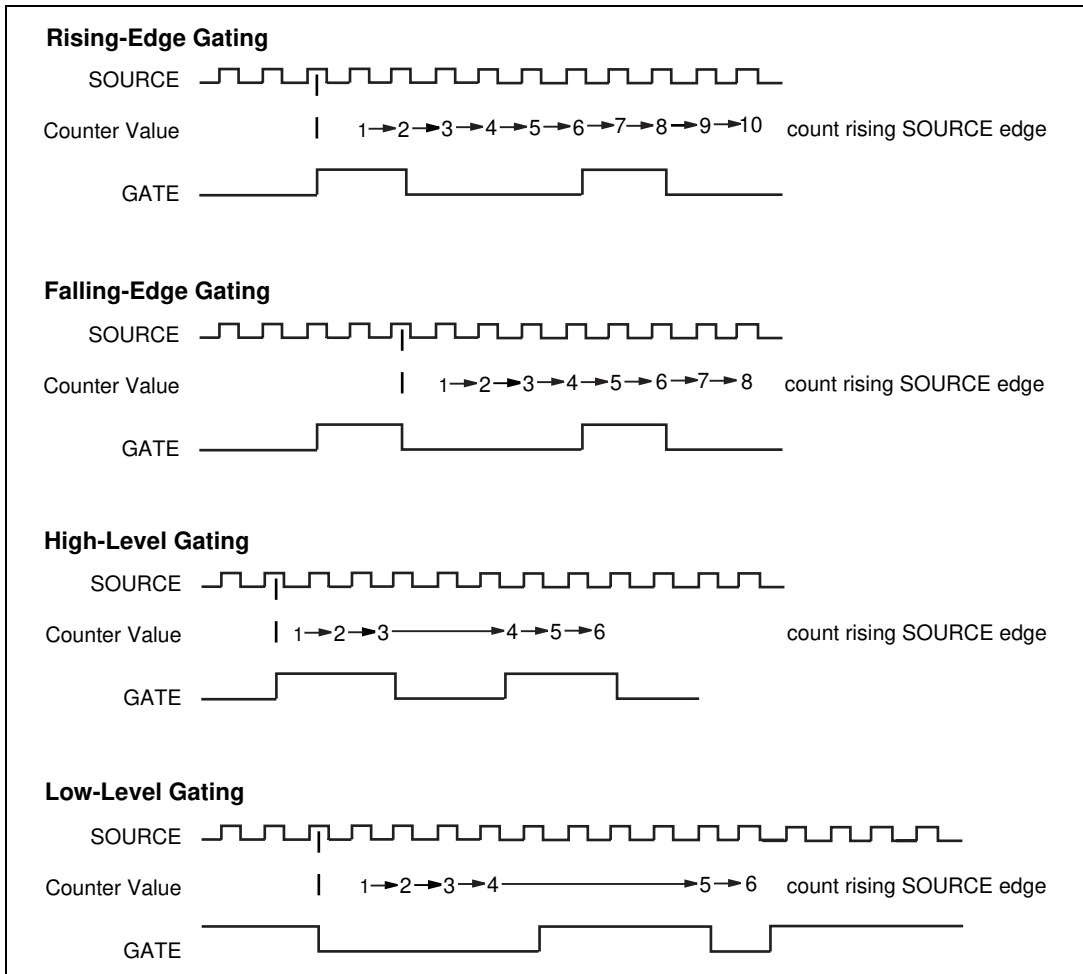 Rising-Edge Gating
SOURCE
Counter Value 1 2 3 4 5 6 7 8 9 10 count rising SOURCE edge
GATE
Falling-Edge Gating
SOURCE
Counter Value 1 2 3 4 5 6 7 8 count rising SOURCE edge
GATE
High-Level Gating
SOURCE
Counter Value 1 2 3 4 5 6 count rising SOURCE edge
GATE
Low-Level Gating
SOURCE
Counter Value 1 2 3 4 5 6 count rising SOURCE edge
GATE